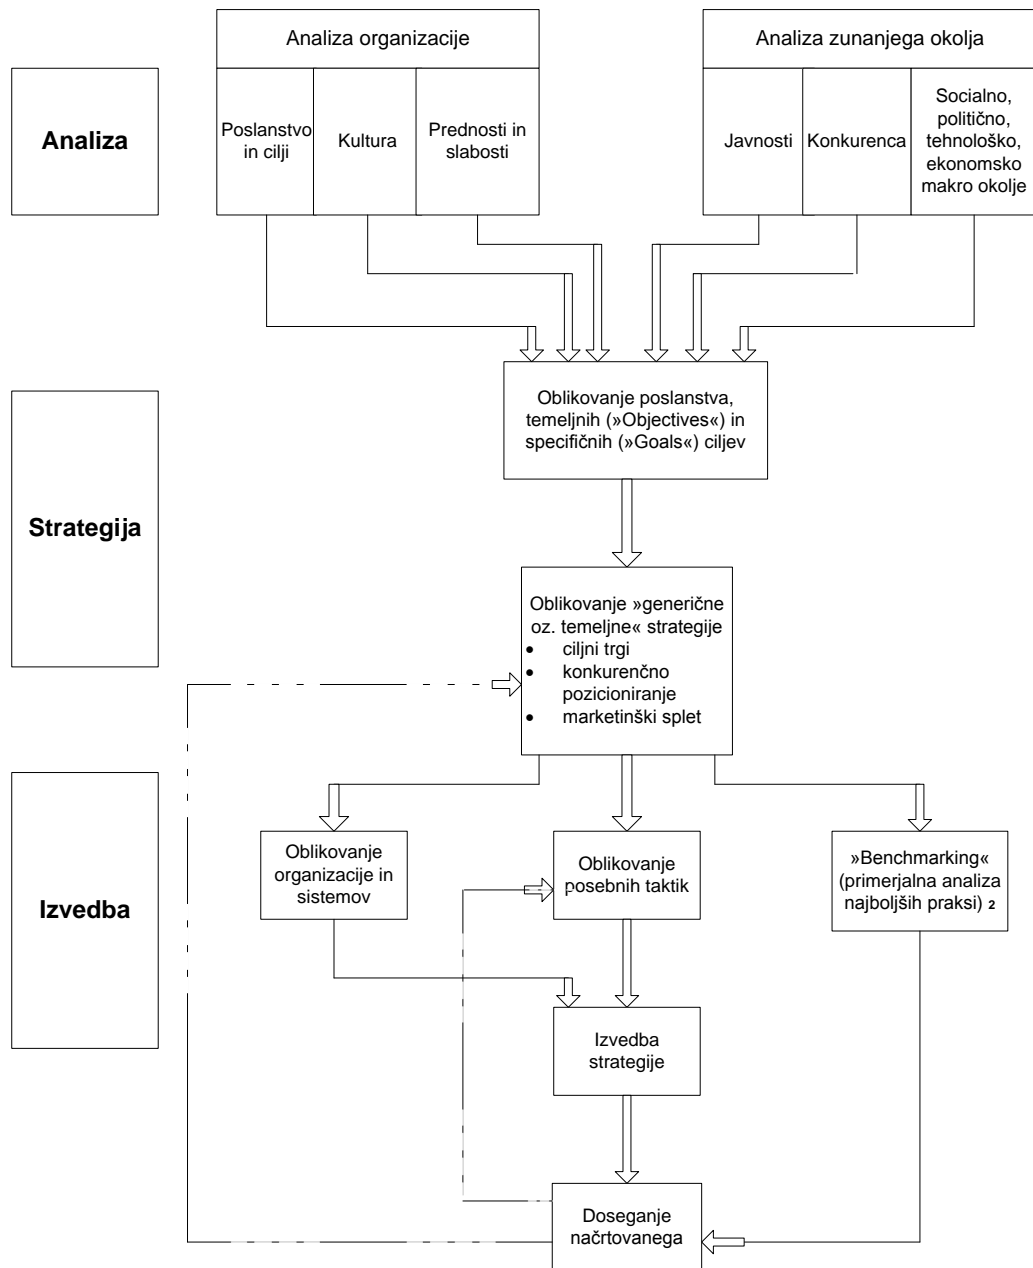 Analiza organizacije
Analiza zunanjega okolja
Analiza
Poslanstvo
in cilji
Kultura
Prednosti in
slabosti
Javnosti
Konkurenca
Socialno,
politično,
tehnološko,
ekonomsko
makro okolje
Oblikovanje poslanstva,
temeljnih (»Objectives«) in
specifičnih (»Goals«) ciljev
Strategija
Oblikovanje »generične
oz. temeljne« strategije
• ciljni trgi
• konkurenčno
pozicioniranje
• marketinški splet
Izvedba
Oblikovanje
organizacije in
sistemov
Oblikovanje
posebnih taktik
»Benchmarking«
(primerjalna analiza
najboljših praksi) 2
Izvedba
strategije
Doseganje
načrtovanega